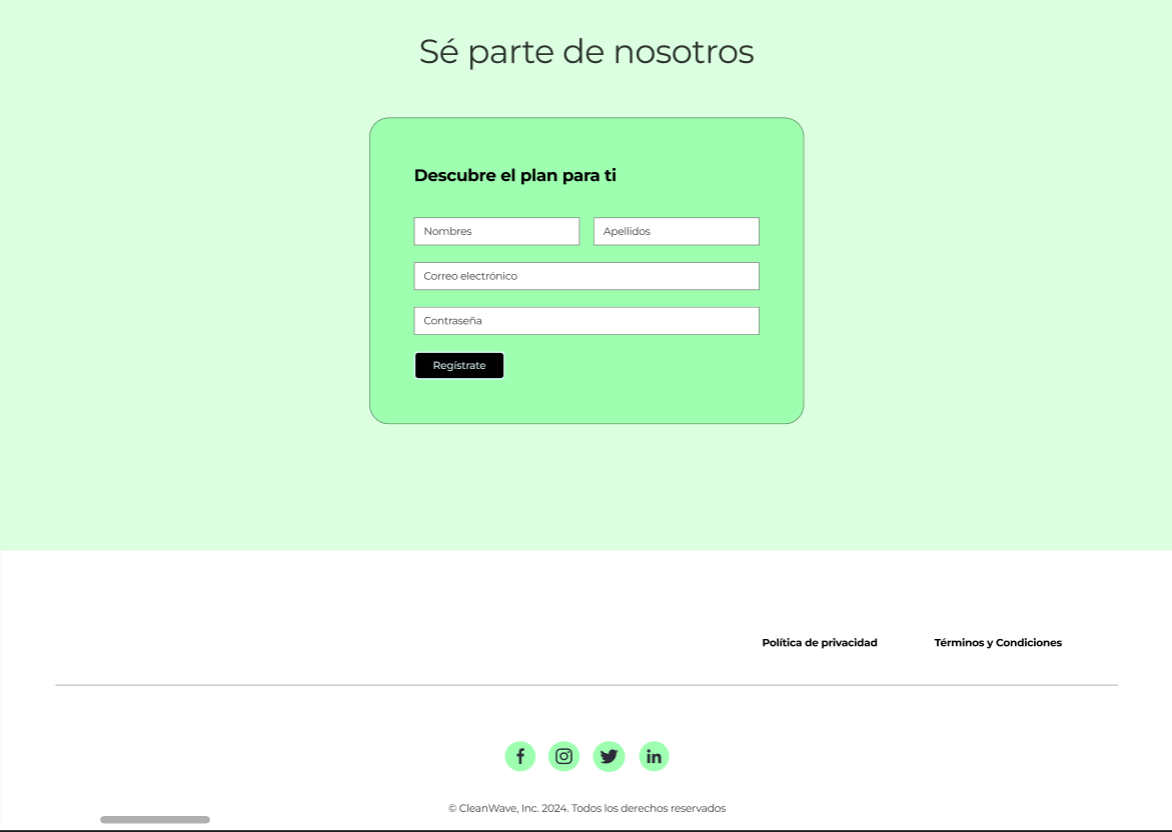 Sé parte de nosotros
Descubre el plan para ti
Nombres
Apellidos
Correo electrónico
Contraseña
Regístrate
Política de privacidad
Términos y Condiciones
© CleanWave, Inc. 2024. Todos los derechos reservados